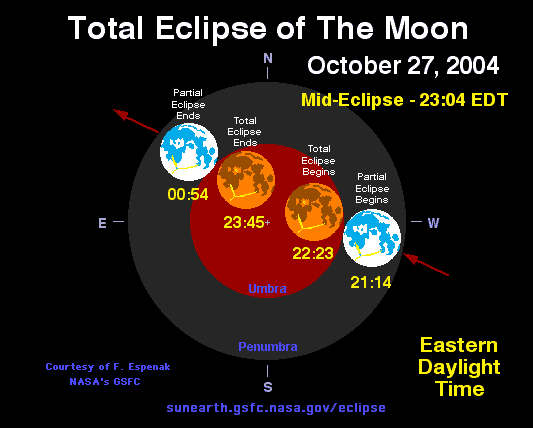 Total Eclipse of The Moon
October 27, 2004
Mid-Eclipse - 23:04 EDT
N
Partial
Eclipse
Ends
Total
Eclipse
Ends
Total
Eclipse
Begins
Partial
Eclipse
Begins
00:54
23:45
22:23
21:14
E
W
Umbra
Penumbra
S
Eastern
Daylight
Time
Courtesy of F. Espenak
NASA's GSFC
sunearth.gsfc.nasa.gov/eclipse